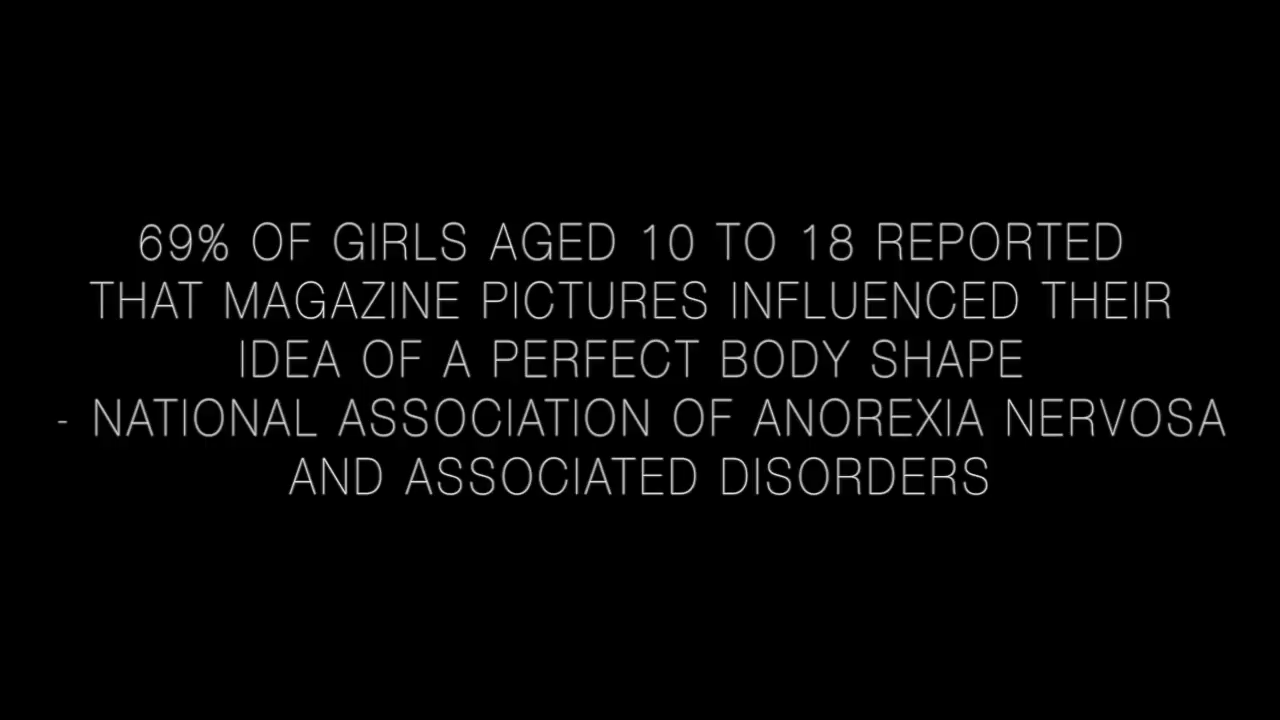 69% OF GIRLS AGED 10 TO 18 REPORTED
THAT MAGAZINE PICTURES INFLUENCED THEIR
IDEA OF A PERFECT BODY SHAPE
- NATIONAL ASSOCIATION OF ANOREXIA NERVOSA
AND ASSOCIATED DISORDERS